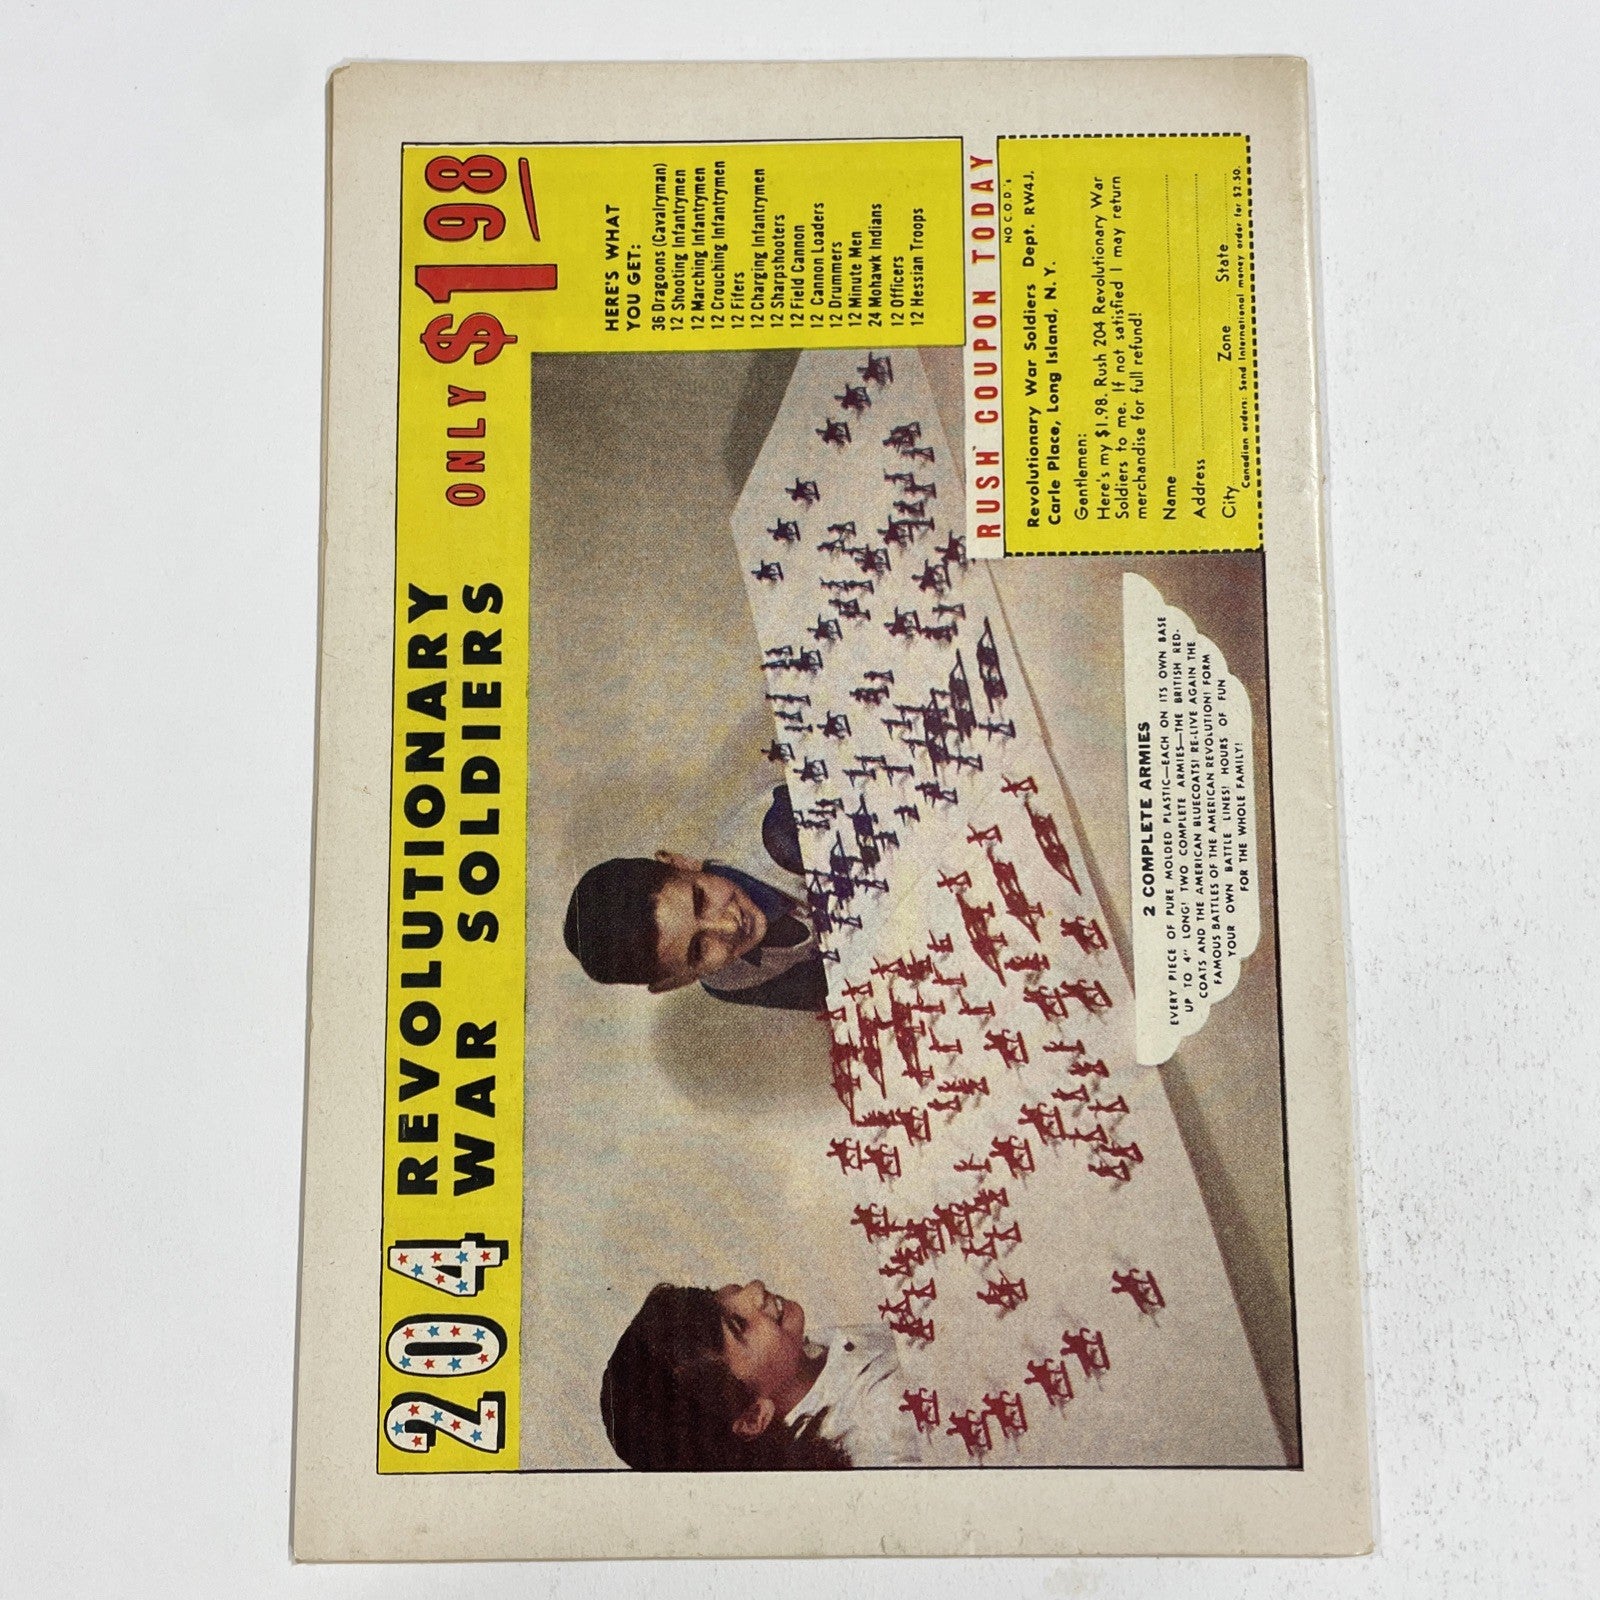 204 REVOLUTIONARY
WAR SOLDIERS ONLY $1.98
HERE'S WHAT
YOU GET:
36 Dragoons (Cavalryman)
12 Shooting Infantrymen
12 Marching Infantrymen
12 Crouching Infantrymen
12 Fifers
12 Charging Infantrymen
12 Sharpshooters
12 Field Cannon
12 Cannon Loaders
12 Drummers
12 Minute Men
24 Mohawk Indians
12 Officers
12 Hessian Troops
RUSH COUPON TODAY
NO C.O.D.'s
Revolutionary War Soldiers Dept. RW4J,
Carle Place, Long Island, N. Y.
Gentlemen:
Here's my $1.98. Rush 204 Revolutionary War
Soldiers to me. If not satisfied I may return
merchandise for full refund!
Name
Address
City Zone State
Canadian orders: Send International money order for $2.50.
2 COMPLETE ARMIES
EVERY PIECE OF PURE MOLDED PLASTIC—EACH ON ITS OWN BASE
UP TO 4" LONG! TWO COMPLETE ARMIES—THE BRITISH RED-
COATS AND THE AMERICAN BLUECOATS! RE-LIVE AGAIN THE
FAMOUS BATTLES OF THE AMERICAN REVOLUTION! FORM
YOUR OWN BATTLE LINES! HOURS OF FUN
FOR THE WHOLE FAMILY!